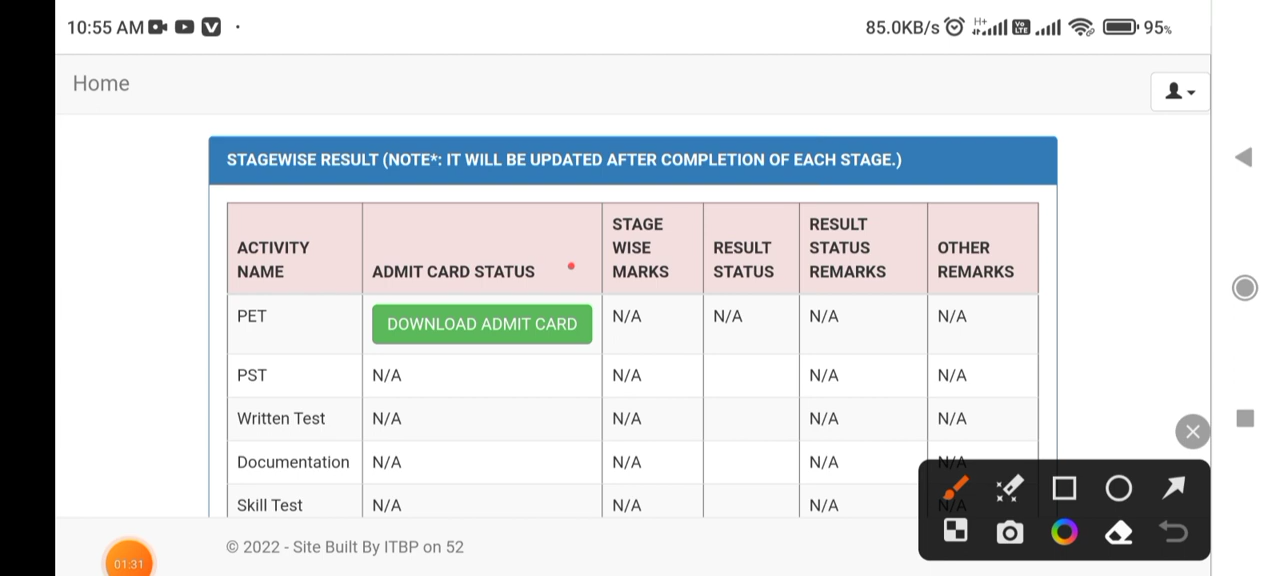 10:55 AM
85.0KB/s H+ Vo LTE 95%
Home
STAGEWISE RESULT (NOTE*: IT WILL BE UPDATED AFTER COMPLETION OF EACH STAGE.)
ACTIVITY NAME ADMIT CARD STATUS STAGE WISE MARKS RESULT STATUS RESULT STATUS REMARKS OTHER REMARKS
PET DOWNLOAD ADMIT CARD N/A N/A N/A N/A
PST N/A N/A N/A N/A
Written Test N/A N/A N/A N/A
Documentation N/A N/A N/A N/A
Skill Test N/A N/A N/A N/A
© 2022 - Site Built By ITBP on 52
01:31